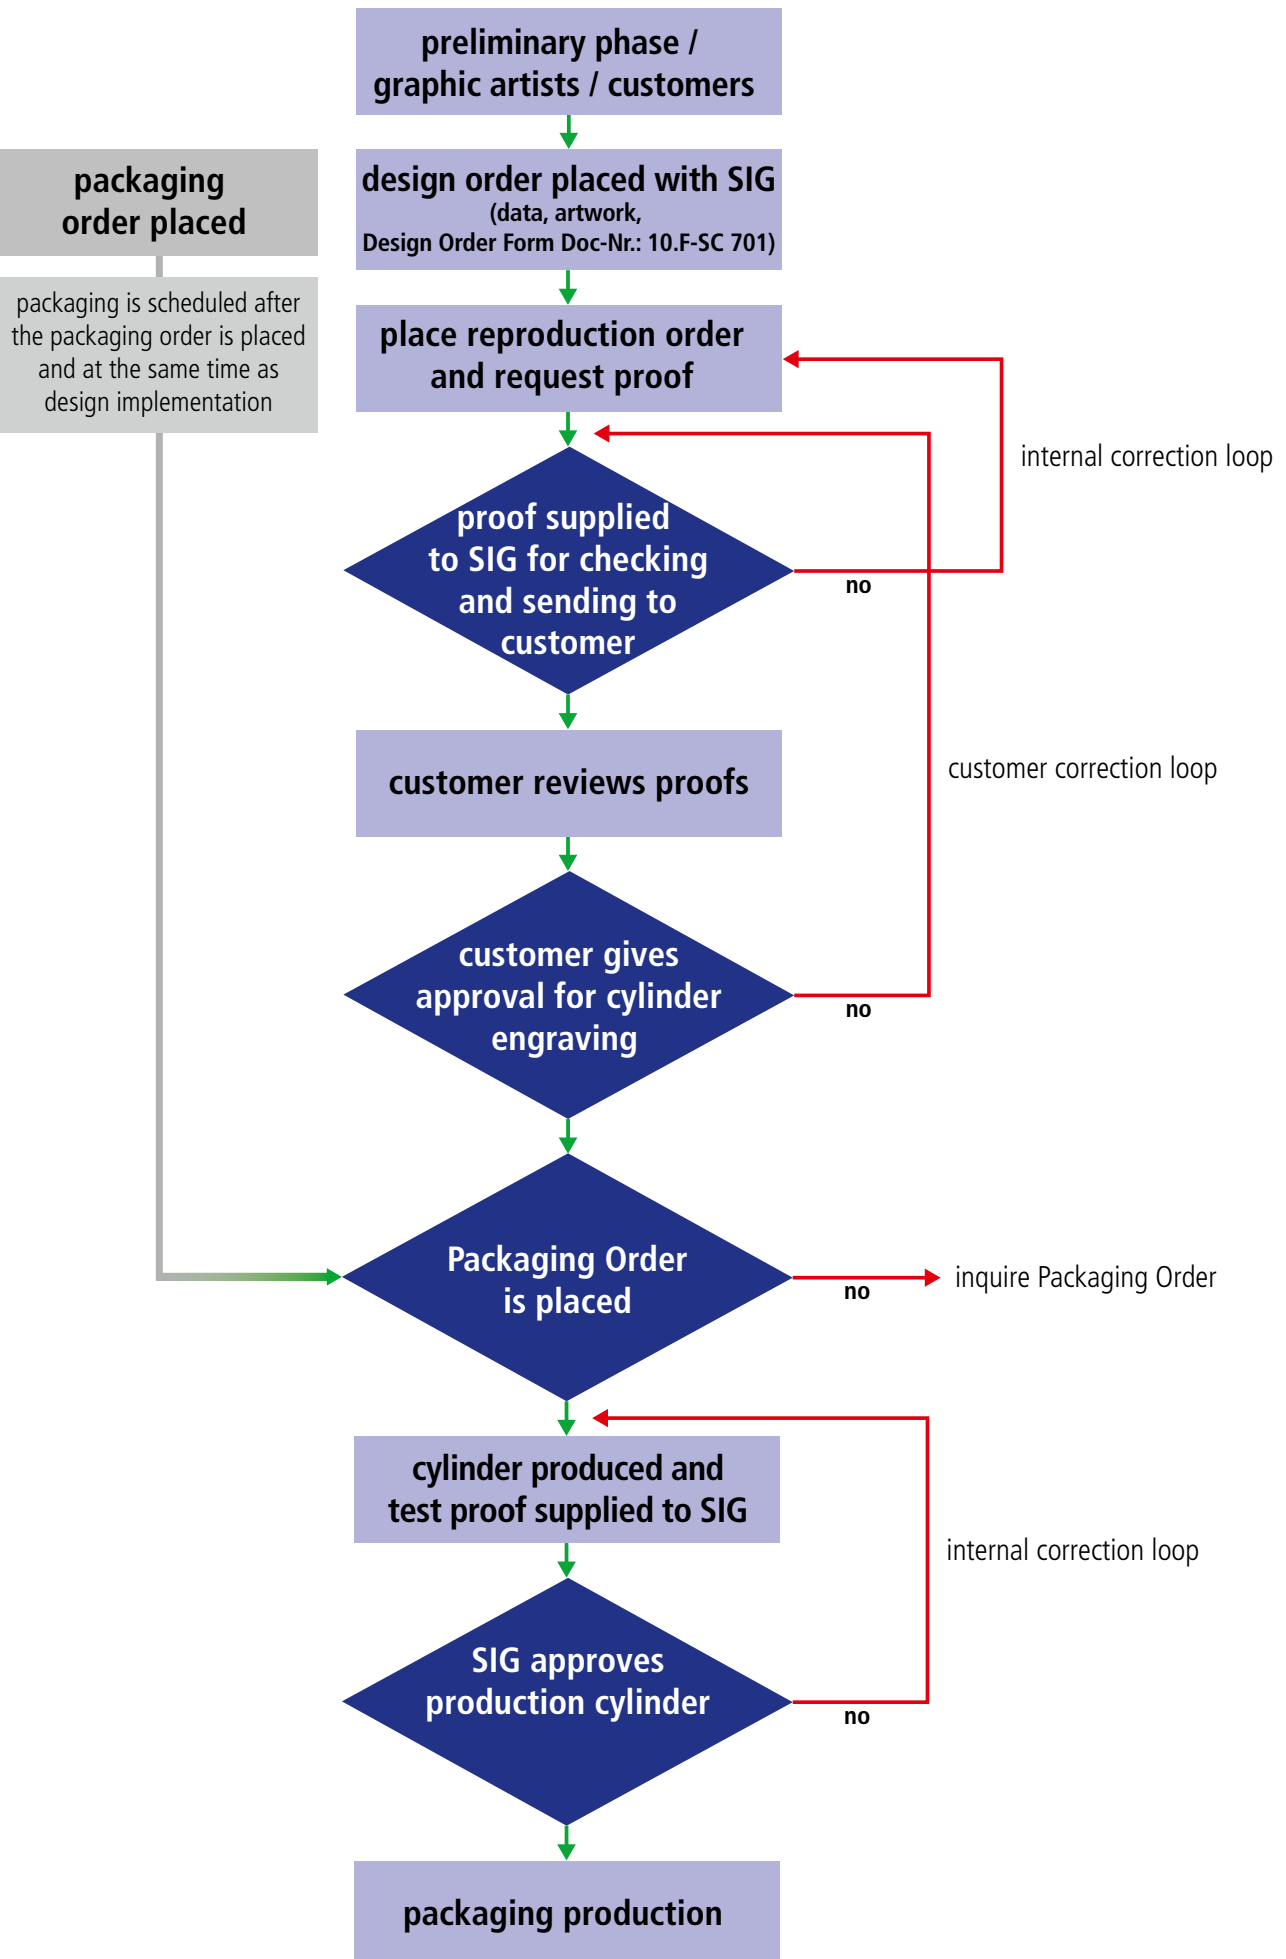 preliminary phase /
graphic artists / customers
packaging
order placed
design order placed with SIG
(data, artwork,
Design Order Form Doc-Nr.: 10.F-SC 701)
packaging is scheduled after
the packaging order is placed
and at the same time as
design implementation
place reproduction order
and request proof
internal correction loop
proof supplied
to SIG for checking
and sending to
customer
no
customer reviews proofs
customer correction loop
customer gives
approval for cylinder
engraving
no
Packaging Order
is placed
no
inquire Packaging Order
cylinder produced and
test proof supplied to SIG
internal correction loop
SIG approves
production cylinder
no
packaging production